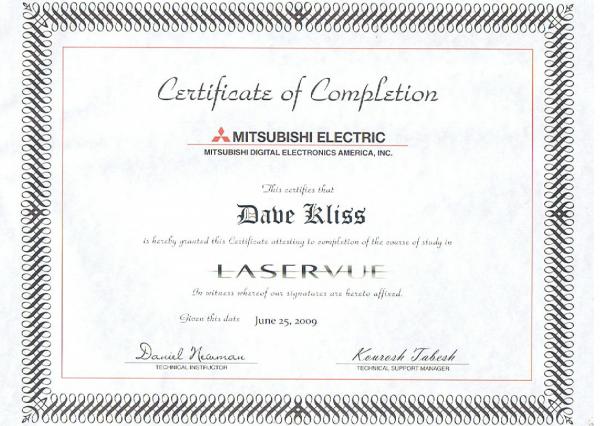 Certificate of Completion
MITSUBISHI ELECTRIC
MITSUBISHI DIGITAL ELECTRONICS AMERICA, INC.
This certifies that
Dave Kliss
is hereby granted this Certificate attesting to completion of the course of study in
LASERVUE
In witness whereof our signatures are hereto affixed.
Given this date June 25, 2009
Daniel Newman Kourosh Tabesh
TECHNICAL INSTRUCTOR TECHNICAL SUPPORT MANAGER